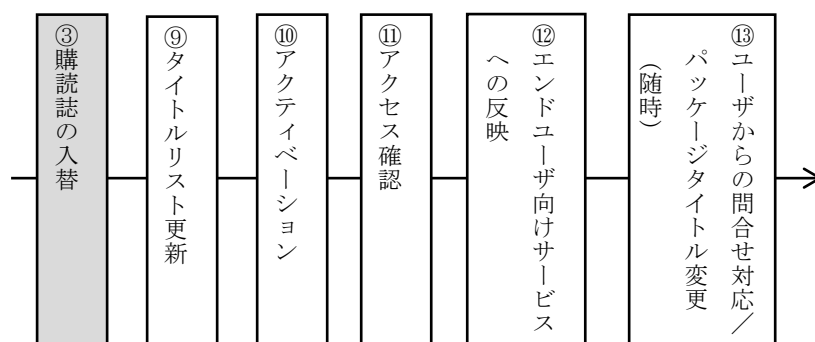 ③購読誌の入替
⑨タイトルリスト更新
⑩アクティベーション
⑪アクセス確認
⑫エンドユーザ向けサービス
への反映
⑬ユーザからの問合せ対応／
パッケージタイトル変更
（随時）